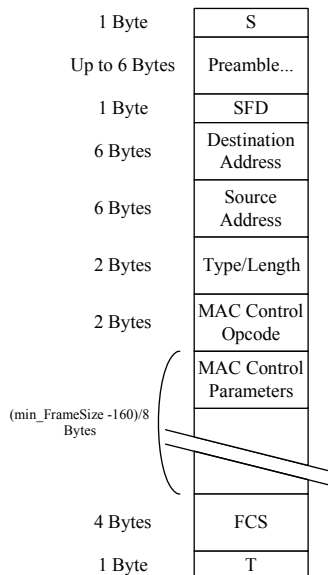 1 Byte S
Up to 6 Bytes Preamble...
1 Byte SFD
6 Bytes Destination
Address
6 Bytes Source
Address
2 Bytes Type/Length
2 Bytes MAC Control
Opcode
MAC Control
Parameters
(min_FrameSize -160)/8
Bytes
4 Bytes FCS
1 Byte T